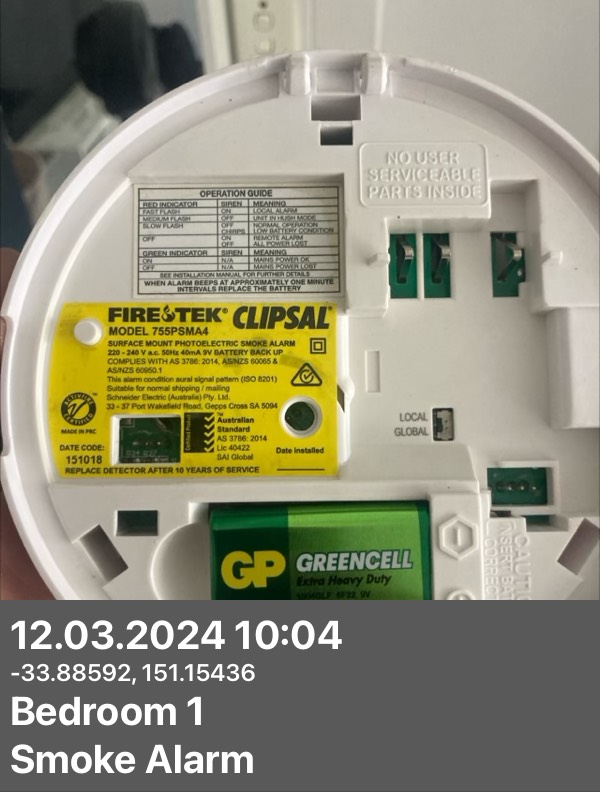 NO USER
SERVICEABLE
PARTS INSIDE
OPERATION GUIDE
RED INDICATOR SIREN MEANING
FAST FLASH ON LOCAL ALARM
MEDIUM FLASH OFF UNIT IN HUSH MODE
SLOW FLASH OFF NORMAL OPERATION
CHIRPS LOW BATTERY CONDITION
OFF ON REMOTE ALARM
OFF ALL POWER LOST
GREEN INDICATOR SIREN MEANING
ON N/A MAINS POWER OK
OFF N/A MAINS POWER LOST
SEE INSTALLATION MANUAL FOR FURTHER DETAILS
WHEN ALARM BEEPS AT APPROXIMATELY ONE MINUTE
INTERVALS REPLACE THE BATTERY
FIRETEK® CLIPSAL®
MODEL 755PSMA4
SURFACE MOUNT PHOTOELECTRIC SMOKE ALARM
220 - 240 V a.c. 50Hz 40mA 9V BATTERY BACK UP
COMPLIES WITH AS 3786: 2014, AS/NZS 60065 &
AS/NZS 60950.1
This alarm condition aural signal pattern (ISO 8201)
Suitable for normal shipping / mailing
Schneider Electric (Australia) Pty. Ltd.
33 - 37 Port Wakefield Road, Gepps Cross SA 5094
ACTIVFIRE
CERTIFIED
MADE IN PRC
DATE CODE:
151018
Certified Product
Australian
Standard
AS 3786: 2014
Lic 40422
SAI Global
Date installed
REPLACE DETECTOR AFTER 10 YEARS OF SERVICE
LOCAL
GLOBAL
GP GREENCELL
Extra Heavy Duty
CAUTION
12.03.2024 10:04
-33.88592, 151.15436
Bedroom 1
Smoke Alarm